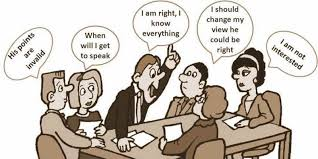 His points
are
invalid
When
will I get
to speak
I am right, I
know
everything
I should
change my
view he
could be
right
I am not
interested